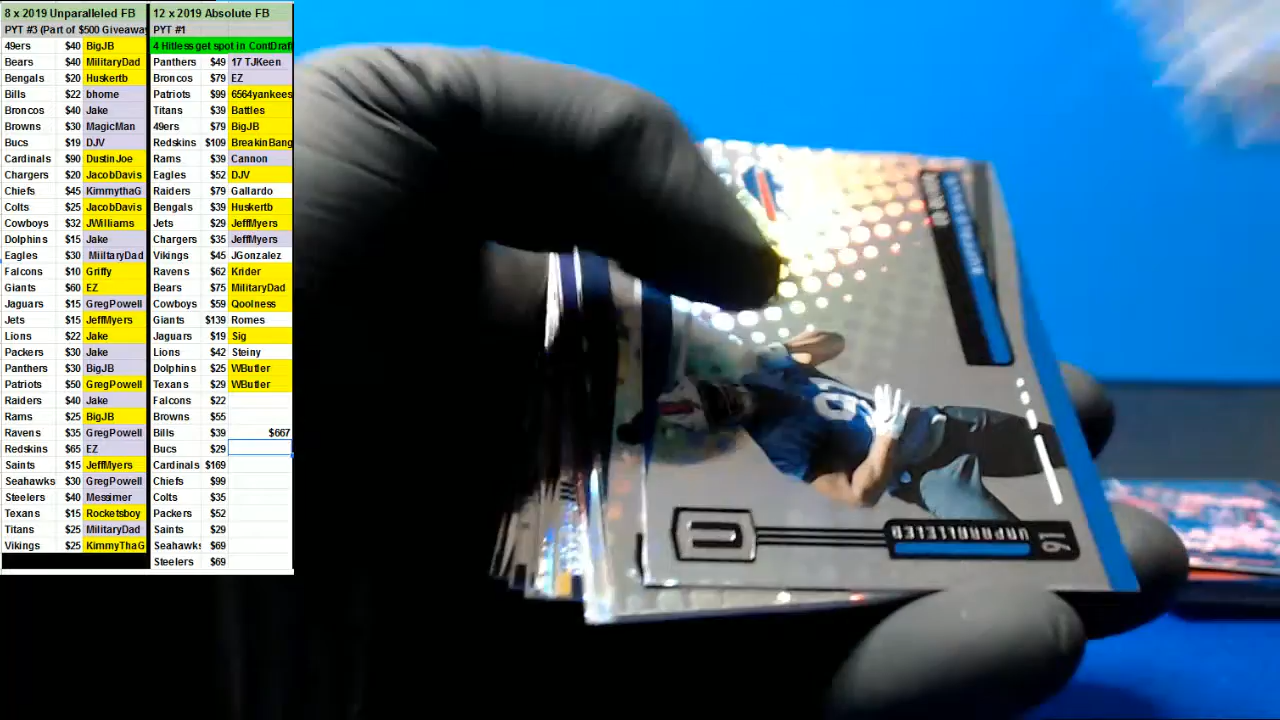 8 x 2019 Unparalleled FB
PYT #3 (Part of $500 Giveaway
49ers $40 BigJB
Bears $40 MilitaryDad
Bengals $20 Huskertb
Bills $22 bhorne
Broncos $40 Jake
Browns $30 MagicMan
Bucs $19 DJV
Cardinals $90 DustinJoe
Chargers $20 JacobDavis
Chiefs $45 KimmythaG
Colts $25 JacobDavis
Cowboys $32 JWilliams
Dolphins $15 Jake
Eagles $30 MilitaryDad
Falcons $10 Griffy
Giants $60 EZ
Jaguars $15 GregPowell
Jets $15 JeffMyers
Lions $22 Jake
Packers $30 Jake
Panthers $30 BigJB
Patriots $50 GregPowell
Raiders $40 Jake
Rams $25 BigJB
Ravens $35 GregPowell
Redskins $65 EZ
Saints $15 JeffMyers
Seahawks $30 GregPowell
Steelers $40 Messimer
Texans $15 Rocketsboy
Titans $25 MilitaryDad
Vikings $25 KimmyThaG
12 x 2019 Absolute FB
PYT #1
4 Hitless get spot in ContDraft
Panthers $49 17 TJKeen
Broncos $79 EZ
Patriots $99 6564yankees
Titans $39 Battles
49ers $79 BigJB
Redskins $109 BreakinBang
Rams $39 Cannon
Eagles $52 DJV
Raiders $79 Gallardo
Bengals $39 Huskertb
Jets $29 JeffMyers
Chargers $35 JeffMyers
Vikings $45 JGonzalez
Ravens $62 Krider
Bears $75 MilitaryDad
Cowboys $59 Qoolness
Giants $139 Romes
Jaguars $19 Sig
Lions $42 Steiny
Dolphins $25 WButler
Texans $29 WButler
Falcons $22
Browns $55
Bills $39 $667
Bucs $29
Cardinals $169
Chiefs $99
Colts $35
Packers $52
Saints $29
Seahawks $69
Steelers $69
UNPARALLELED